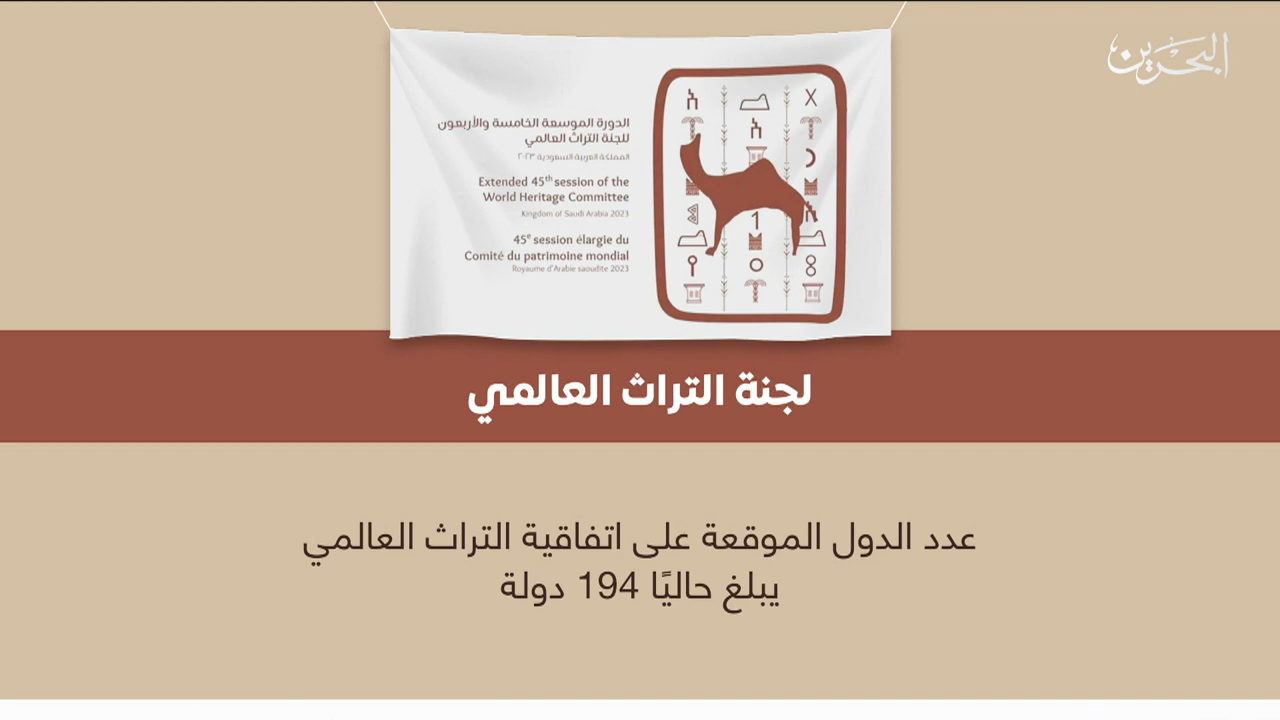 البحرين
الدورة الموسعة الخامسة والأربعون
للجنة التراث العالمي
المملكة العربية السعودية ٢٠٢٣
Extended 45th session of the
World Heritage Committee
Kingdom of Saudi Arabia 2023
45e session élargie du
Comité du patrimoine mondial
Royaume d'Arabie saoudite 2023
لجنة التراث العالمي
عدد الدول الموقعة على اتفاقية التراث العالمي
يبلغ حاليًا 194 دولة